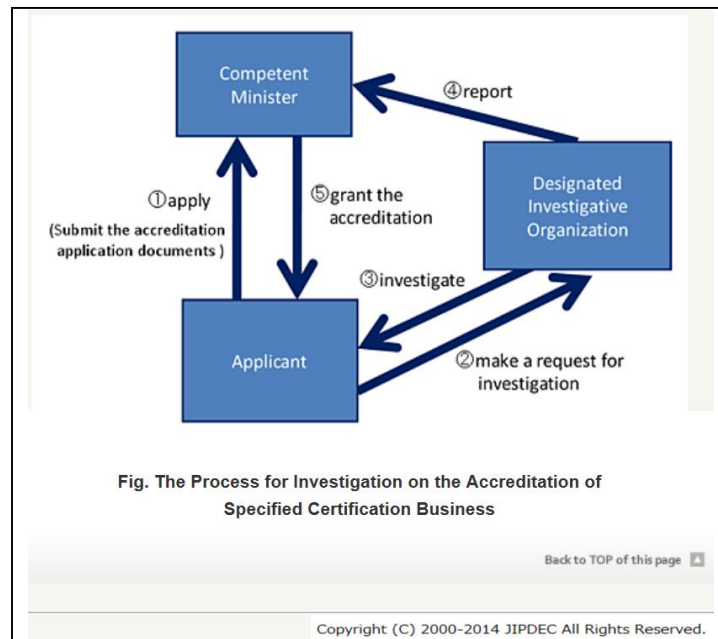 Competent
Minister
④report
①apply
(Submit the accreditation
application documents )
⑤grant the
accreditation
Designated
Investigative
Organization
③investigate
Applicant
②make a request for
investigation
Fig. The Process for Investigation on the Accreditation of
Specified Certification Business
Back to TOP of this page
Copyright (C) 2000-2014 JIPDEC All Rights Reserved.